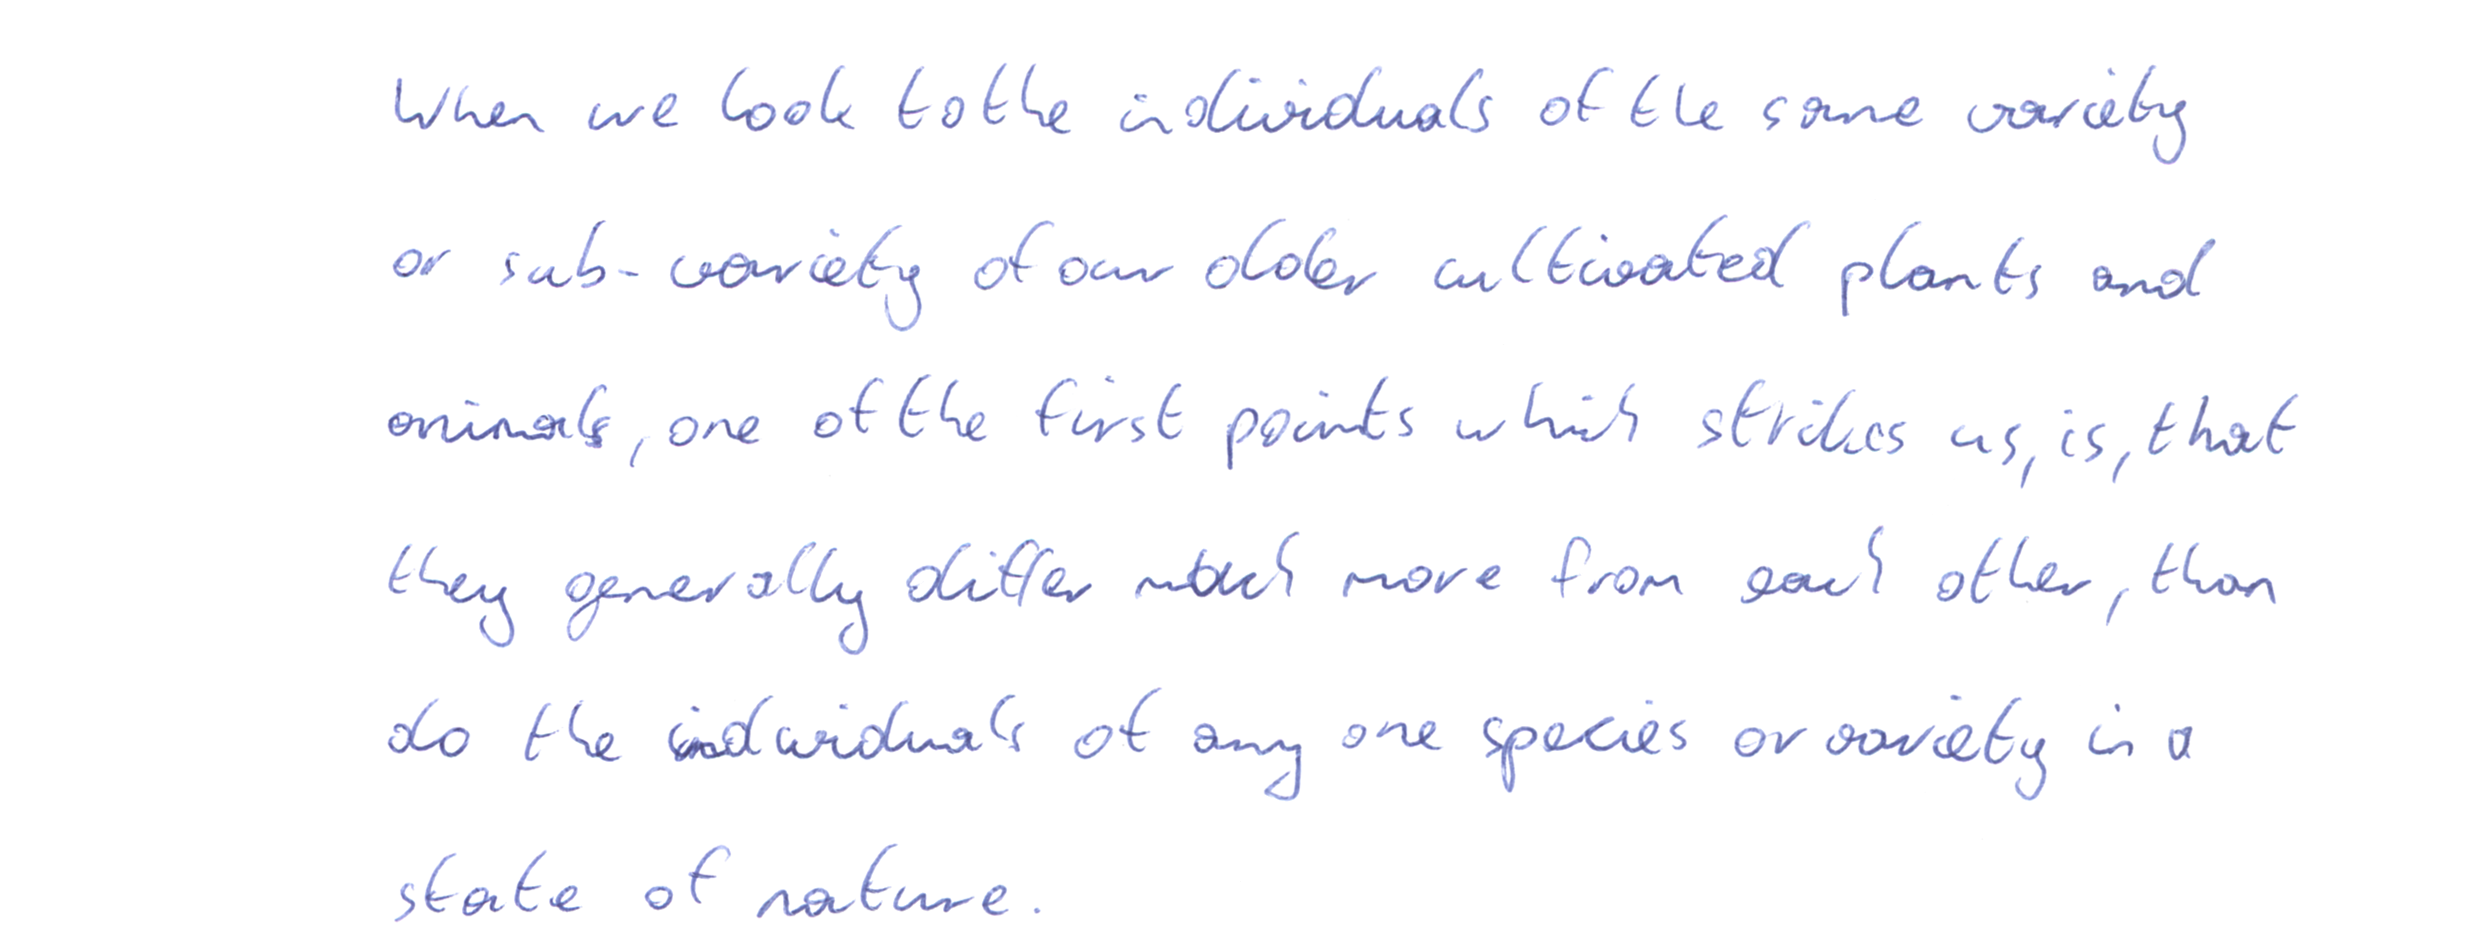 When we look to the individuals of the same variety
or sub-variety of our older cultivated plants and
animals, one of the first points which strikes us, is, that
they generally differ much more from each other, than
do the individuals of any one species or variety in a
state of nature.